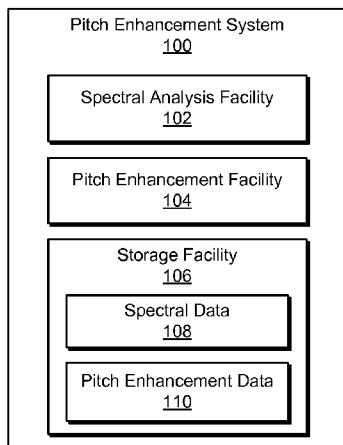 Pitch Enhancement System
100
Spectral Analysis Facility
102
Pitch Enhancement Facility
104
Storage Facility
106
Spectral Data
108
Pitch Enhancement Data
110